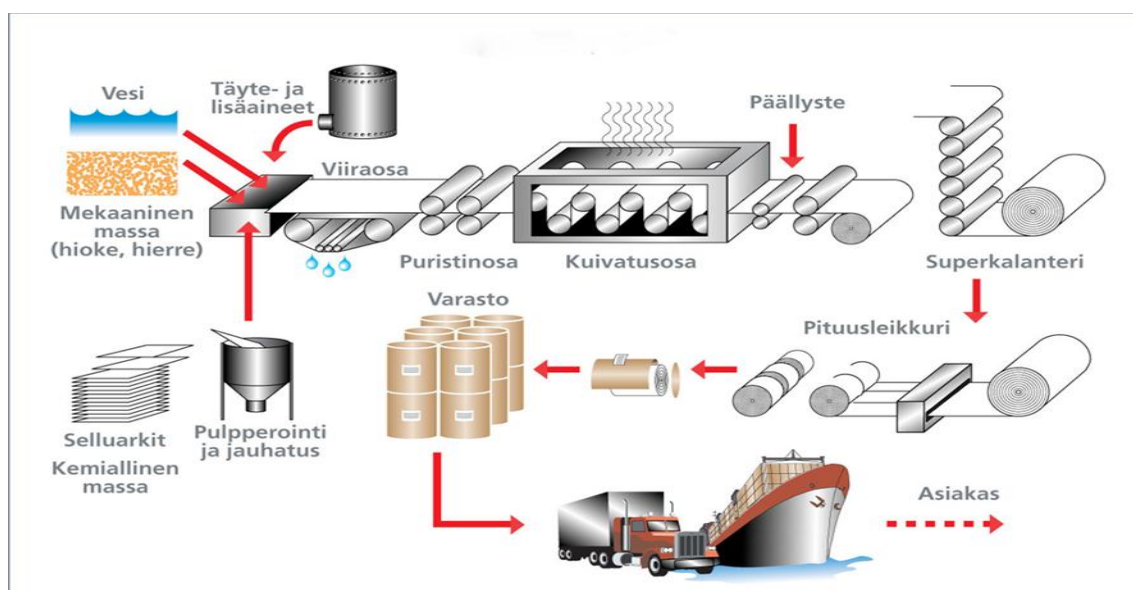 Vesi
Täyte- ja
lisäaineet
Päällyste
Viiraosa
Mekaaninen
massa
(hioke, hierre)
Puristinosa
Kuivatusosa
Superkalanteri
Varasto
Pituusleikkuri
Selluarkit
Kemiallinen
massa
Pulpperointi
ja jauhatus
Asiakas